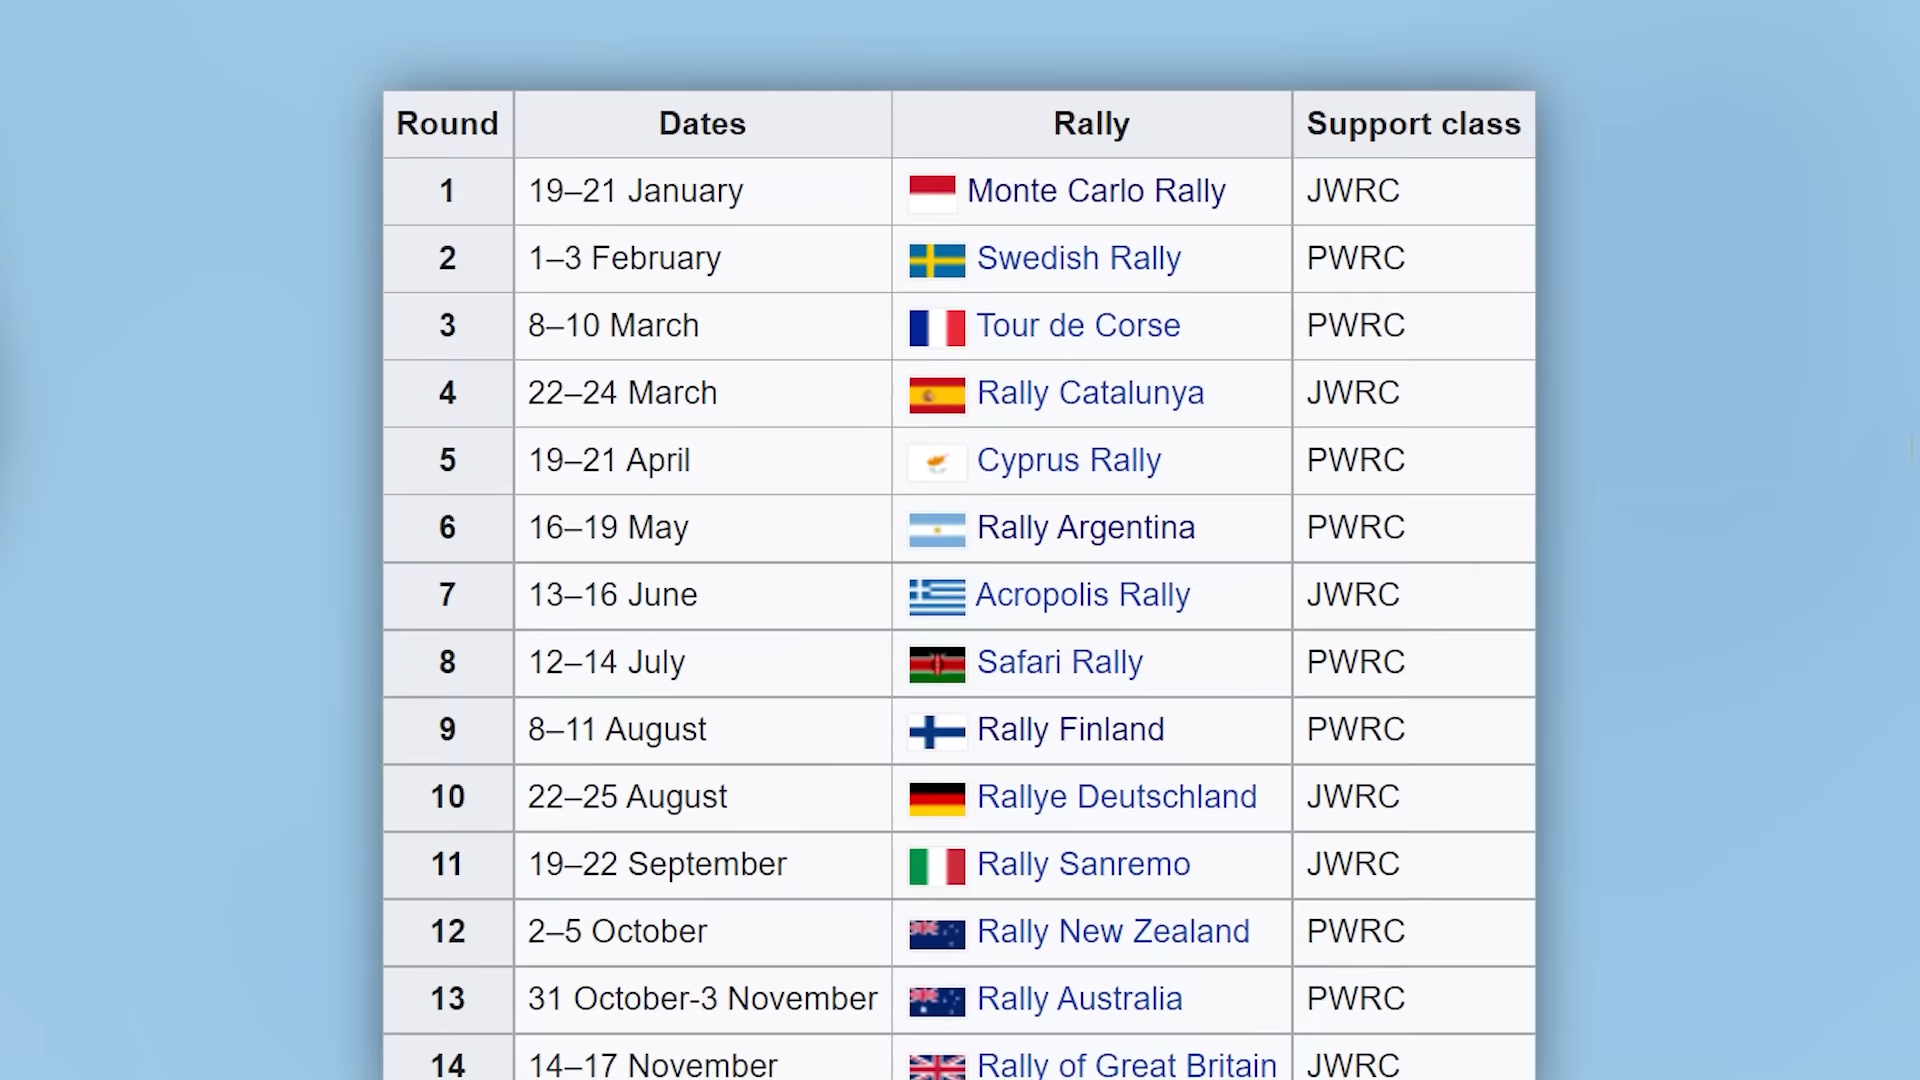 Round Dates Rally Support class
1 19–21 January Monte Carlo Rally JWRC
2 1–3 February Swedish Rally PWRC
3 8–10 March Tour de Corse PWRC
4 22–24 March Rally Catalunya JWRC
5 19–21 April Cyprus Rally PWRC
6 16–19 May Rally Argentina PWRC
7 13–16 June Acropolis Rally JWRC
8 12–14 July Safari Rally PWRC
9 8–11 August Rally Finland PWRC
10 22–25 August Rallye Deutschland JWRC
11 19–22 September Rally Sanremo JWRC
12 2–5 October Rally New Zealand PWRC
13 31 October-3 November Rally Australia PWRC
14 14–17 November Rally of Great Britain JWRC